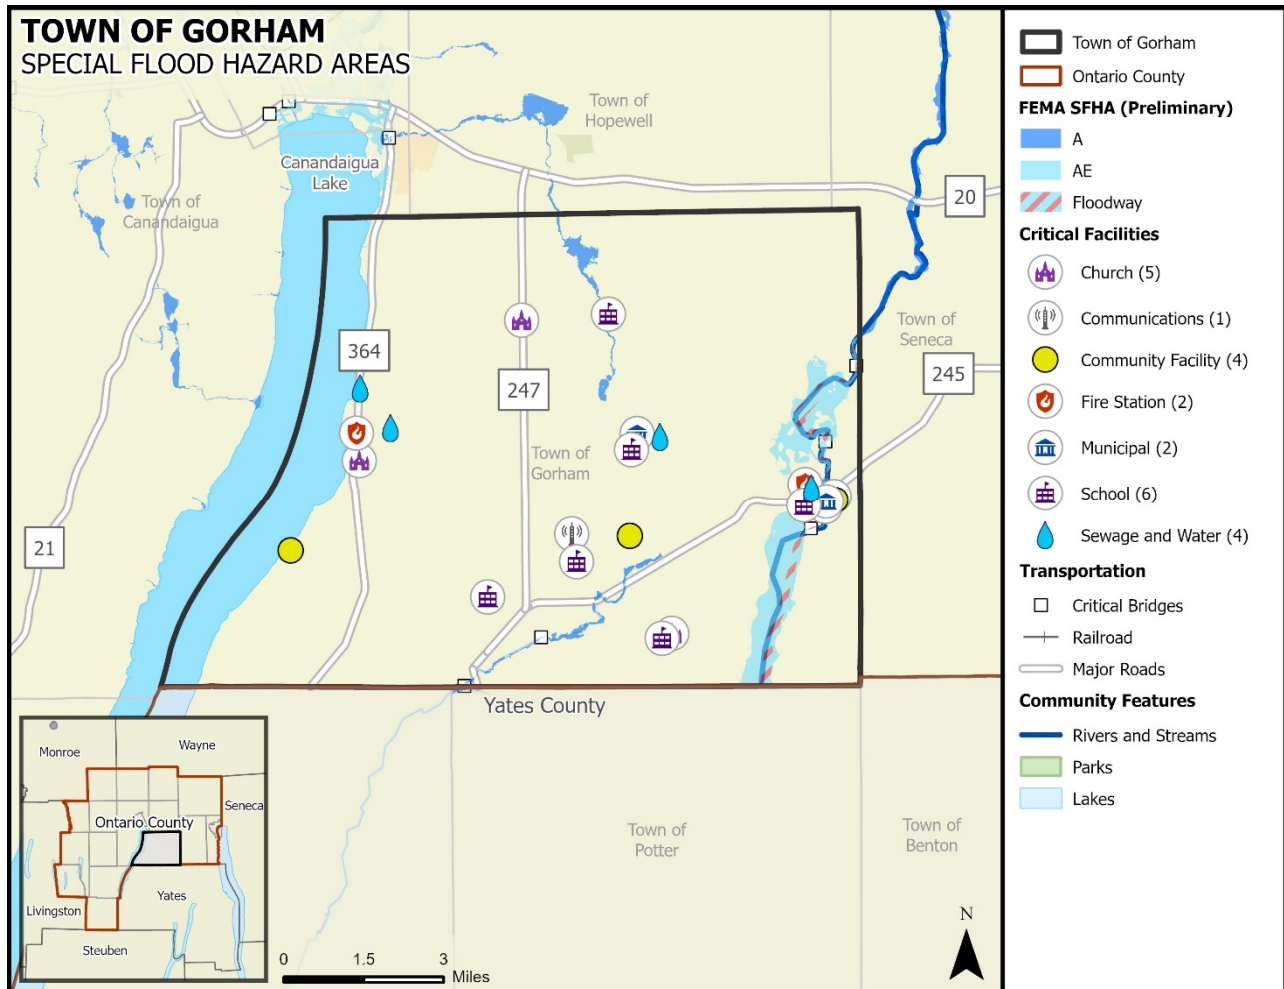 TOWN OF GORHAM
SPECIAL FLOOD HAZARD AREAS
Town of
Hopewell
Canandaigua
Lake
Town of
Canandaigua
20
Town of
Seneca
364
245
247
Town of
Gorham
21
Yates County
Town of
Potter
Town of
Benton
Monroe
Wayne
Seneca
Ontario County
Yates
Livingston
Steuben
0
1.5
3
Miles
N
Town of Gorham
Ontario County
FEMA SFHA (Preliminary)
A
AE
Floodway
Critical Facilities
Church (5)
Communications (1)
Community Facility (4)
Fire Station (2)
Municipal (2)
School (6)
Sewage and Water (4)
Transportation
Critical Bridges
Railroad
Major Roads
Community Features
Rivers and Streams
Parks
Lakes